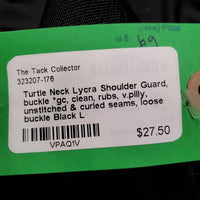 (New) Price
69
The Tack Collector
323207-176
Turtle Neck Lycra Shoulder Guard,
buckle *gc, clean, rubs, v.pilly,
unstitched & curled seams, loose
buckle Black L
$27.50
VPAQ1V